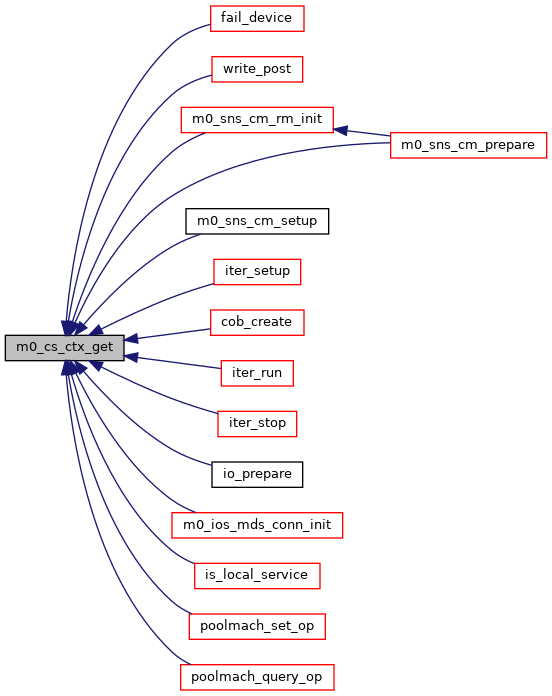 fail_device
write_post
m0_sns_cm_rm_init
m0_sns_cm_prepare
m0_sns_cm_setup
iter_setup
cob_create
m0_cs_ctx_get
iter_run
iter_stop
io_prepare
m0_ios_mds_conn_init
is_local_service
poolmach_set_op
poolmach_query_op